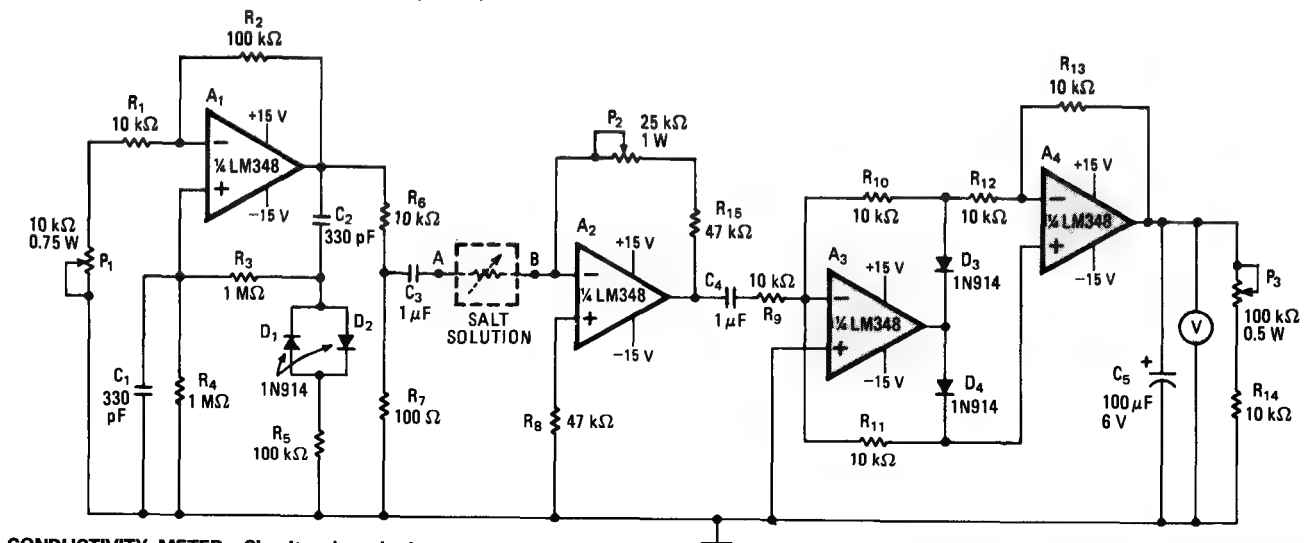 R2
100 kΩ
R1
10 kΩ
A1
+15 V
−
¼ LM348
+
−15 V
10 kΩ
0.75 W
P1
C2
330 pF
R3
1 MΩ
D1
D2
1N914
C1
330
pF
R4
1 MΩ
R5
100 kΩ
R6
10 kΩ
R7
100 Ω
C3
1 µF
A
B
SALT
SOLUTION
P2
25 kΩ
1 W
R15
47 kΩ
A2
+15 V
−
¼ LM348
+
−15 V
R8
47 kΩ
C4
1 µF
10 kΩ
R9
R10
10 kΩ
A3
+15 V
−
¼ LM348
+
−15 V
R11
10 kΩ
D3
1N914
D4
1N914
R12
10 kΩ
R13
10 kΩ
A4
+15 V
−
¼ LM348
+
−15 V
+
C5
100 µF
6 V
V
P3
100 kΩ
0.5 W
R14
10 kΩ